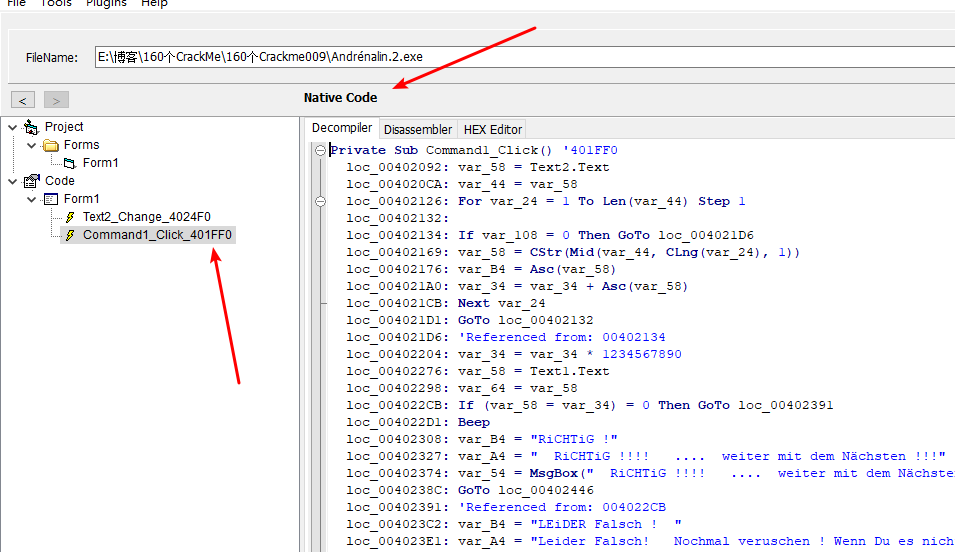 File Tools Plugins Help
FileName: E:\博客\160个CrackMe\160个Crackme009\Andrénalin.2.exe
< > Native Code
Project
Forms
Form1
Code
Form1
Text2_Change_4024F0
Command1_Click_401FF0
Decompiler Disassembler HEX Editor
Private Sub Command1_Click() '401FF0
loc_00402092: var_58 = Text2.Text
loc_004020CA: var_44 = var_58
loc_00402126: For var_24 = 1 To Len(var_44) Step 1
loc_00402132:
loc_00402134: If var_108 = 0 Then GoTo loc_004021D6
loc_00402169: var_58 = CStr(Mid(var_44, CLng(var_24), 1))
loc_00402176: var_B4 = Asc(var_58)
loc_004021A0: var_34 = var_34 + Asc(var_58)
loc_004021CB: Next var_24
loc_004021D1: GoTo loc_00402132
loc_004021D6: 'Referenced from: 00402134
loc_00402204: var_34 = var_34 * 1234567890
loc_00402276: var_58 = Text1.Text
loc_00402298: var_64 = var_58
loc_004022CB: If (var_58 = var_34) = 0 Then GoTo loc_00402391
loc_004022D1: Beep
loc_00402308: var_B4 = "RiCHTiG !"
loc_00402327: var_A4 = "  RiCHTiG !!!!   ....  weiter mit dem Nächsten !!!"
loc_00402374: var_54 = MsgBox("  RiCHTiG !!!!   ....  weiter mit dem Nächsten
loc_0040238C: GoTo loc_00402446
loc_00402391: 'Referenced from: 004022CB
loc_004023C2: var_B4 = "LEiDER Falsch !  "
loc_004023E1: var_A4 = "Leider Falsch!   Nochmal veruschen ! Wenn Du es nich